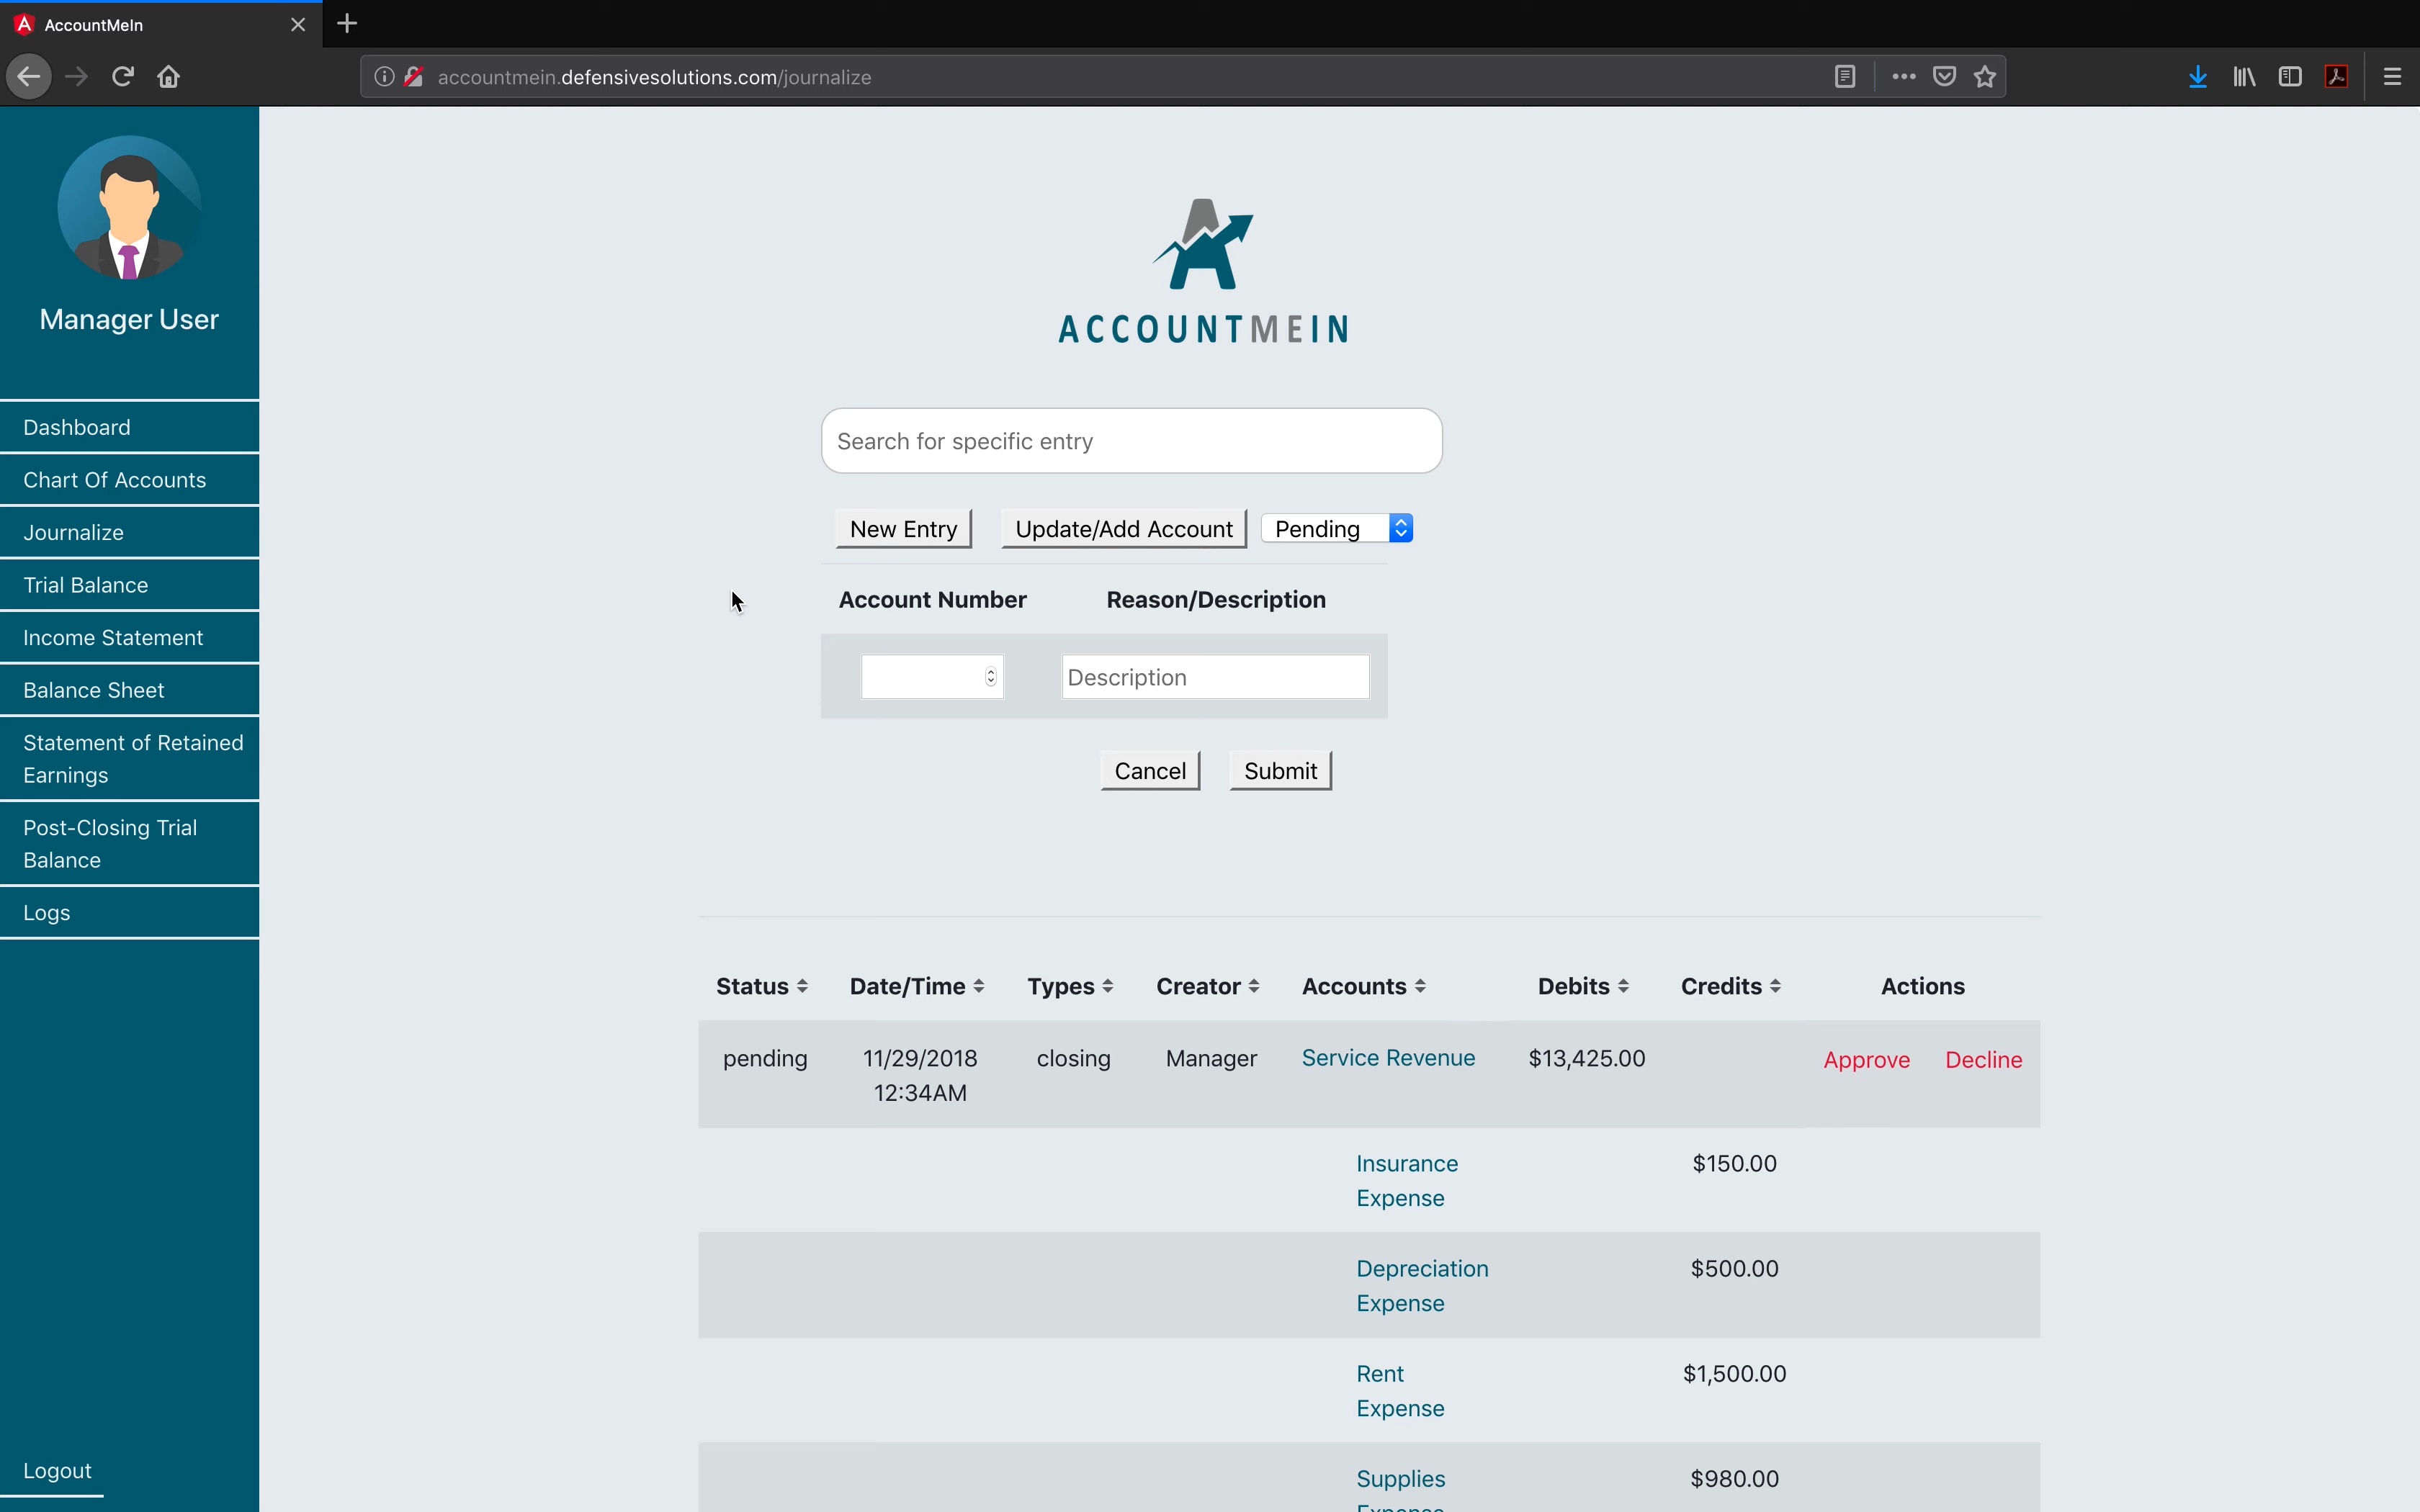 AccountMeIn
accountmein.defensivesolutions.com/journalize
Manager User
Dashboard
Chart Of Accounts
Journalize
Trial Balance
Income Statement
Balance Sheet
Statement of Retained
Earnings
Post-Closing Trial
Balance
Logs
Logout
ACCOUNTMEIN
Search for specific entry
New Entry Update/Add Account Pending
Account Number Reason/Description
Description
Cancel Submit
Status Date/Time Types Creator Accounts Debits Credits Actions
pending 11/29/2018 closing Manager Service Revenue $13,425.00 Approve Decline
12:34AM
Insurance $150.00
Expense
Depreciation $500.00
Expense
Rent $1,500.00
Expense
Supplies $980.00